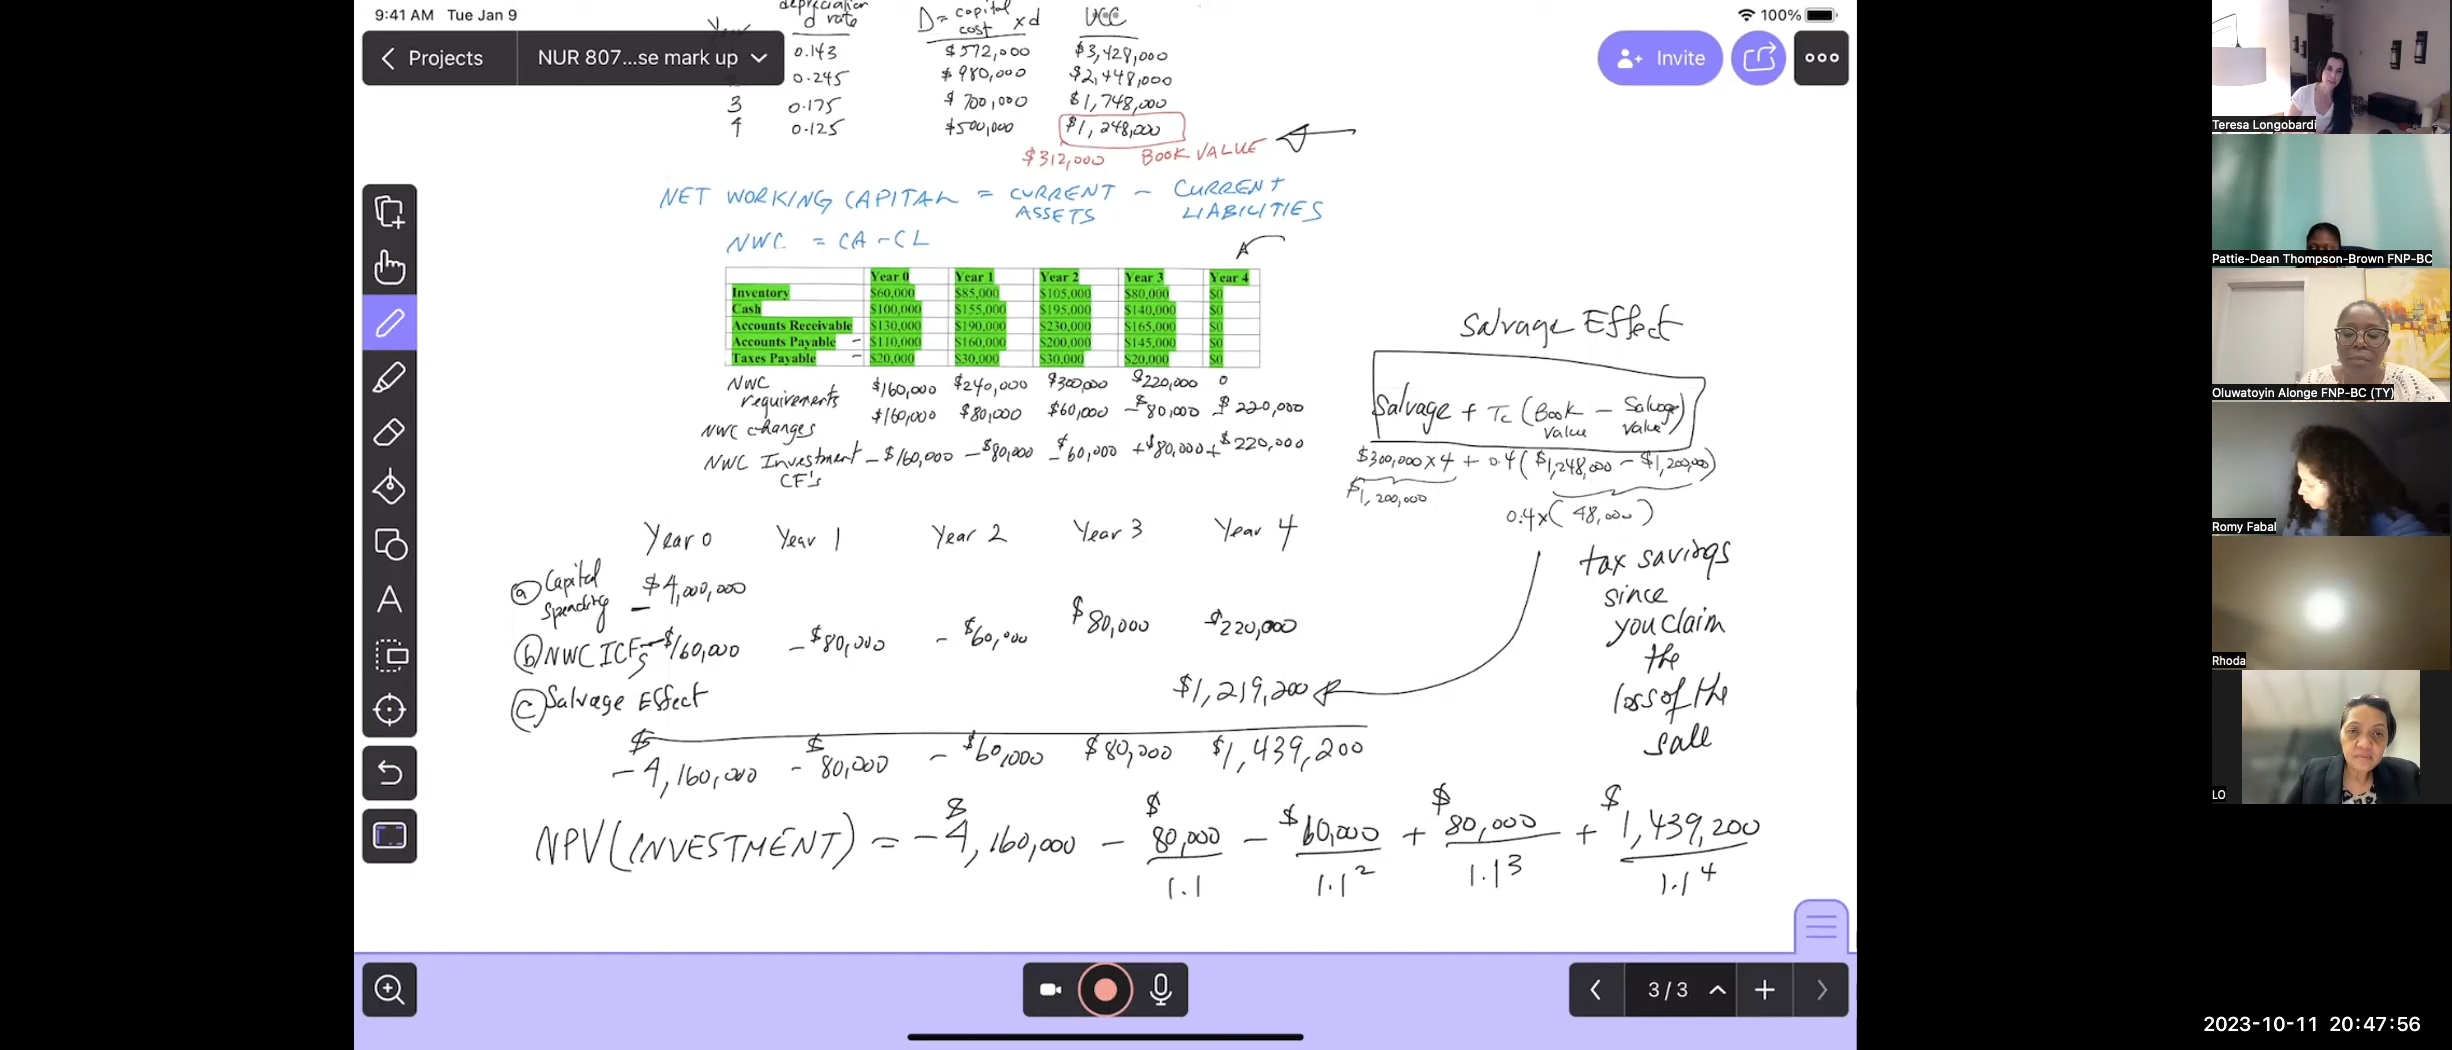 9:41 AM Tue Jan 9
100%
Projects
NUR 807...se mark up
Invite
depreciation
d rate
D = capital cost x d
UCC
0.143 $572,000 $3,428,000
0.245 $980,000 $2,448,000
3 0.175 $700,000 $1,748,000
4 0.125 $500,000 $1,248,000
$312,000 BOOK VALUE
NET WORKING CAPITAL = CURRENT ASSETS - CURRENT LIABILITIES
NWC = CA - CL
Year 0 Year 1 Year 2 Year 3 Year 4
Inventory $60,000 $85,000 $105,000 $80,000 $0
Cash $100,000 $155,000 $195,000 $140,000 $0
Accounts Receivable $130,000 $190,000 $230,000 $165,000 $0
Accounts Payable - $110,000 $160,000 $200,000 $145,000 $0
Taxes Payable - $20,000 $30,000 $30,000 $20,000 $0
NWC requirements $160,000 $240,000 $300,000 $220,000 0
NWC changes $160,000 $80,000 $60,000 -$80,000 -$220,000
NWC Investment CF's -$160,000 -$80,000 -$60,000 +$80,000 +$220,000
Salvage Effect
Salvage + Tc (Book Value - Salvage Value)
$300,000 x 4 + 0.4 ($1,248,000 - $1,200,000)
$1,200,000
0.4 x (48,000)
tax savings
since
you claim
the
loss of the
sale
Year 0 Year 1 Year 2 Year 3 Year 4
(a) Capital Spending -$4,000,000
(b) NWC ICF's -$160,000 -$80,000 -$60,000 $80,000 $220,000
(c) Salvage Effect $1,219,200
-$4,160,000 -$80,000 -$60,000 $80,000 $1,439,200
NPV (INVESTMENT) = -$4,160,000 - $80,000/1.1 - $60,000/1.1² + $80,000/1.1³ + $1,439,200/1.1⁴
3 / 3
Teresa Longobardi
Pattie-Dean Thompson-Brown FNP-BC
Oluwatoyin Alonge FNP-BC (TY)
Romy Fabal
Rhoda
LO
2023-10-11 20:47:56